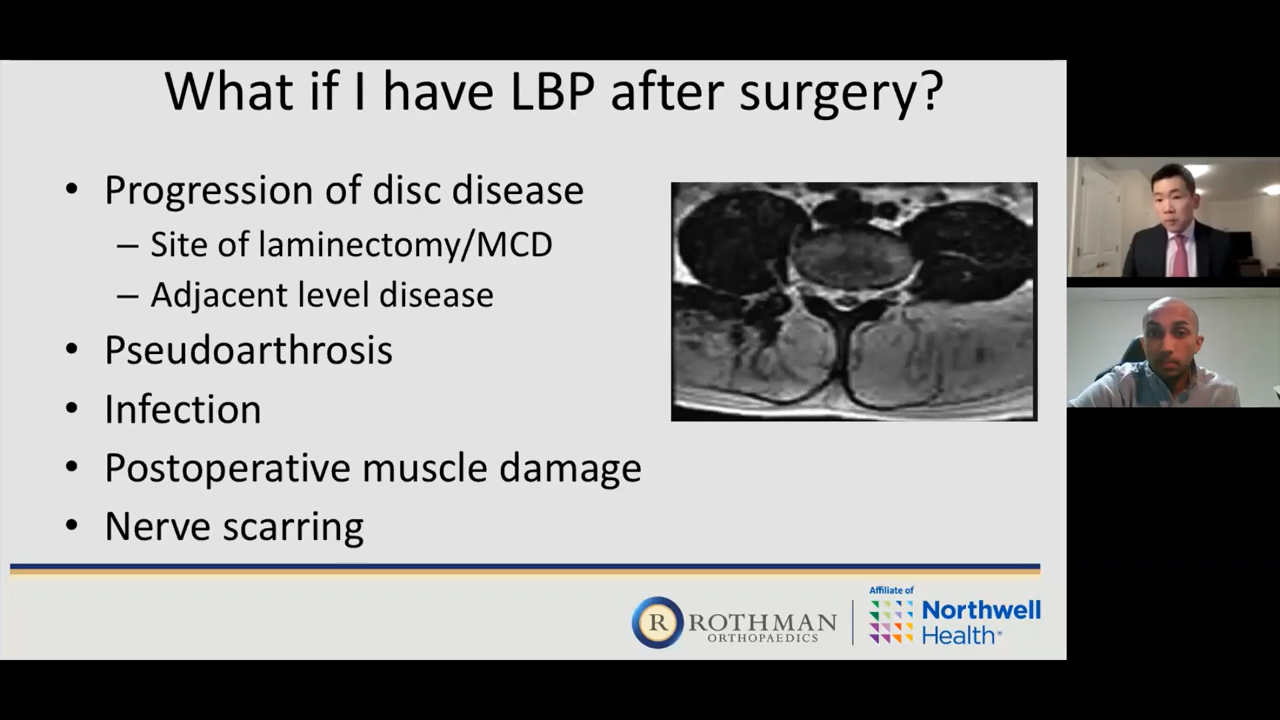 What if I have LBP after surgery?
• Progression of disc disease
– Site of laminectomy/MCD
– Adjacent level disease
• Pseudoarthrosis
• Infection
• Postoperative muscle damage
• Nerve scarring
R ROTHMAN
ORTHOPAEDICS
Affiliate of
Northwell
Health